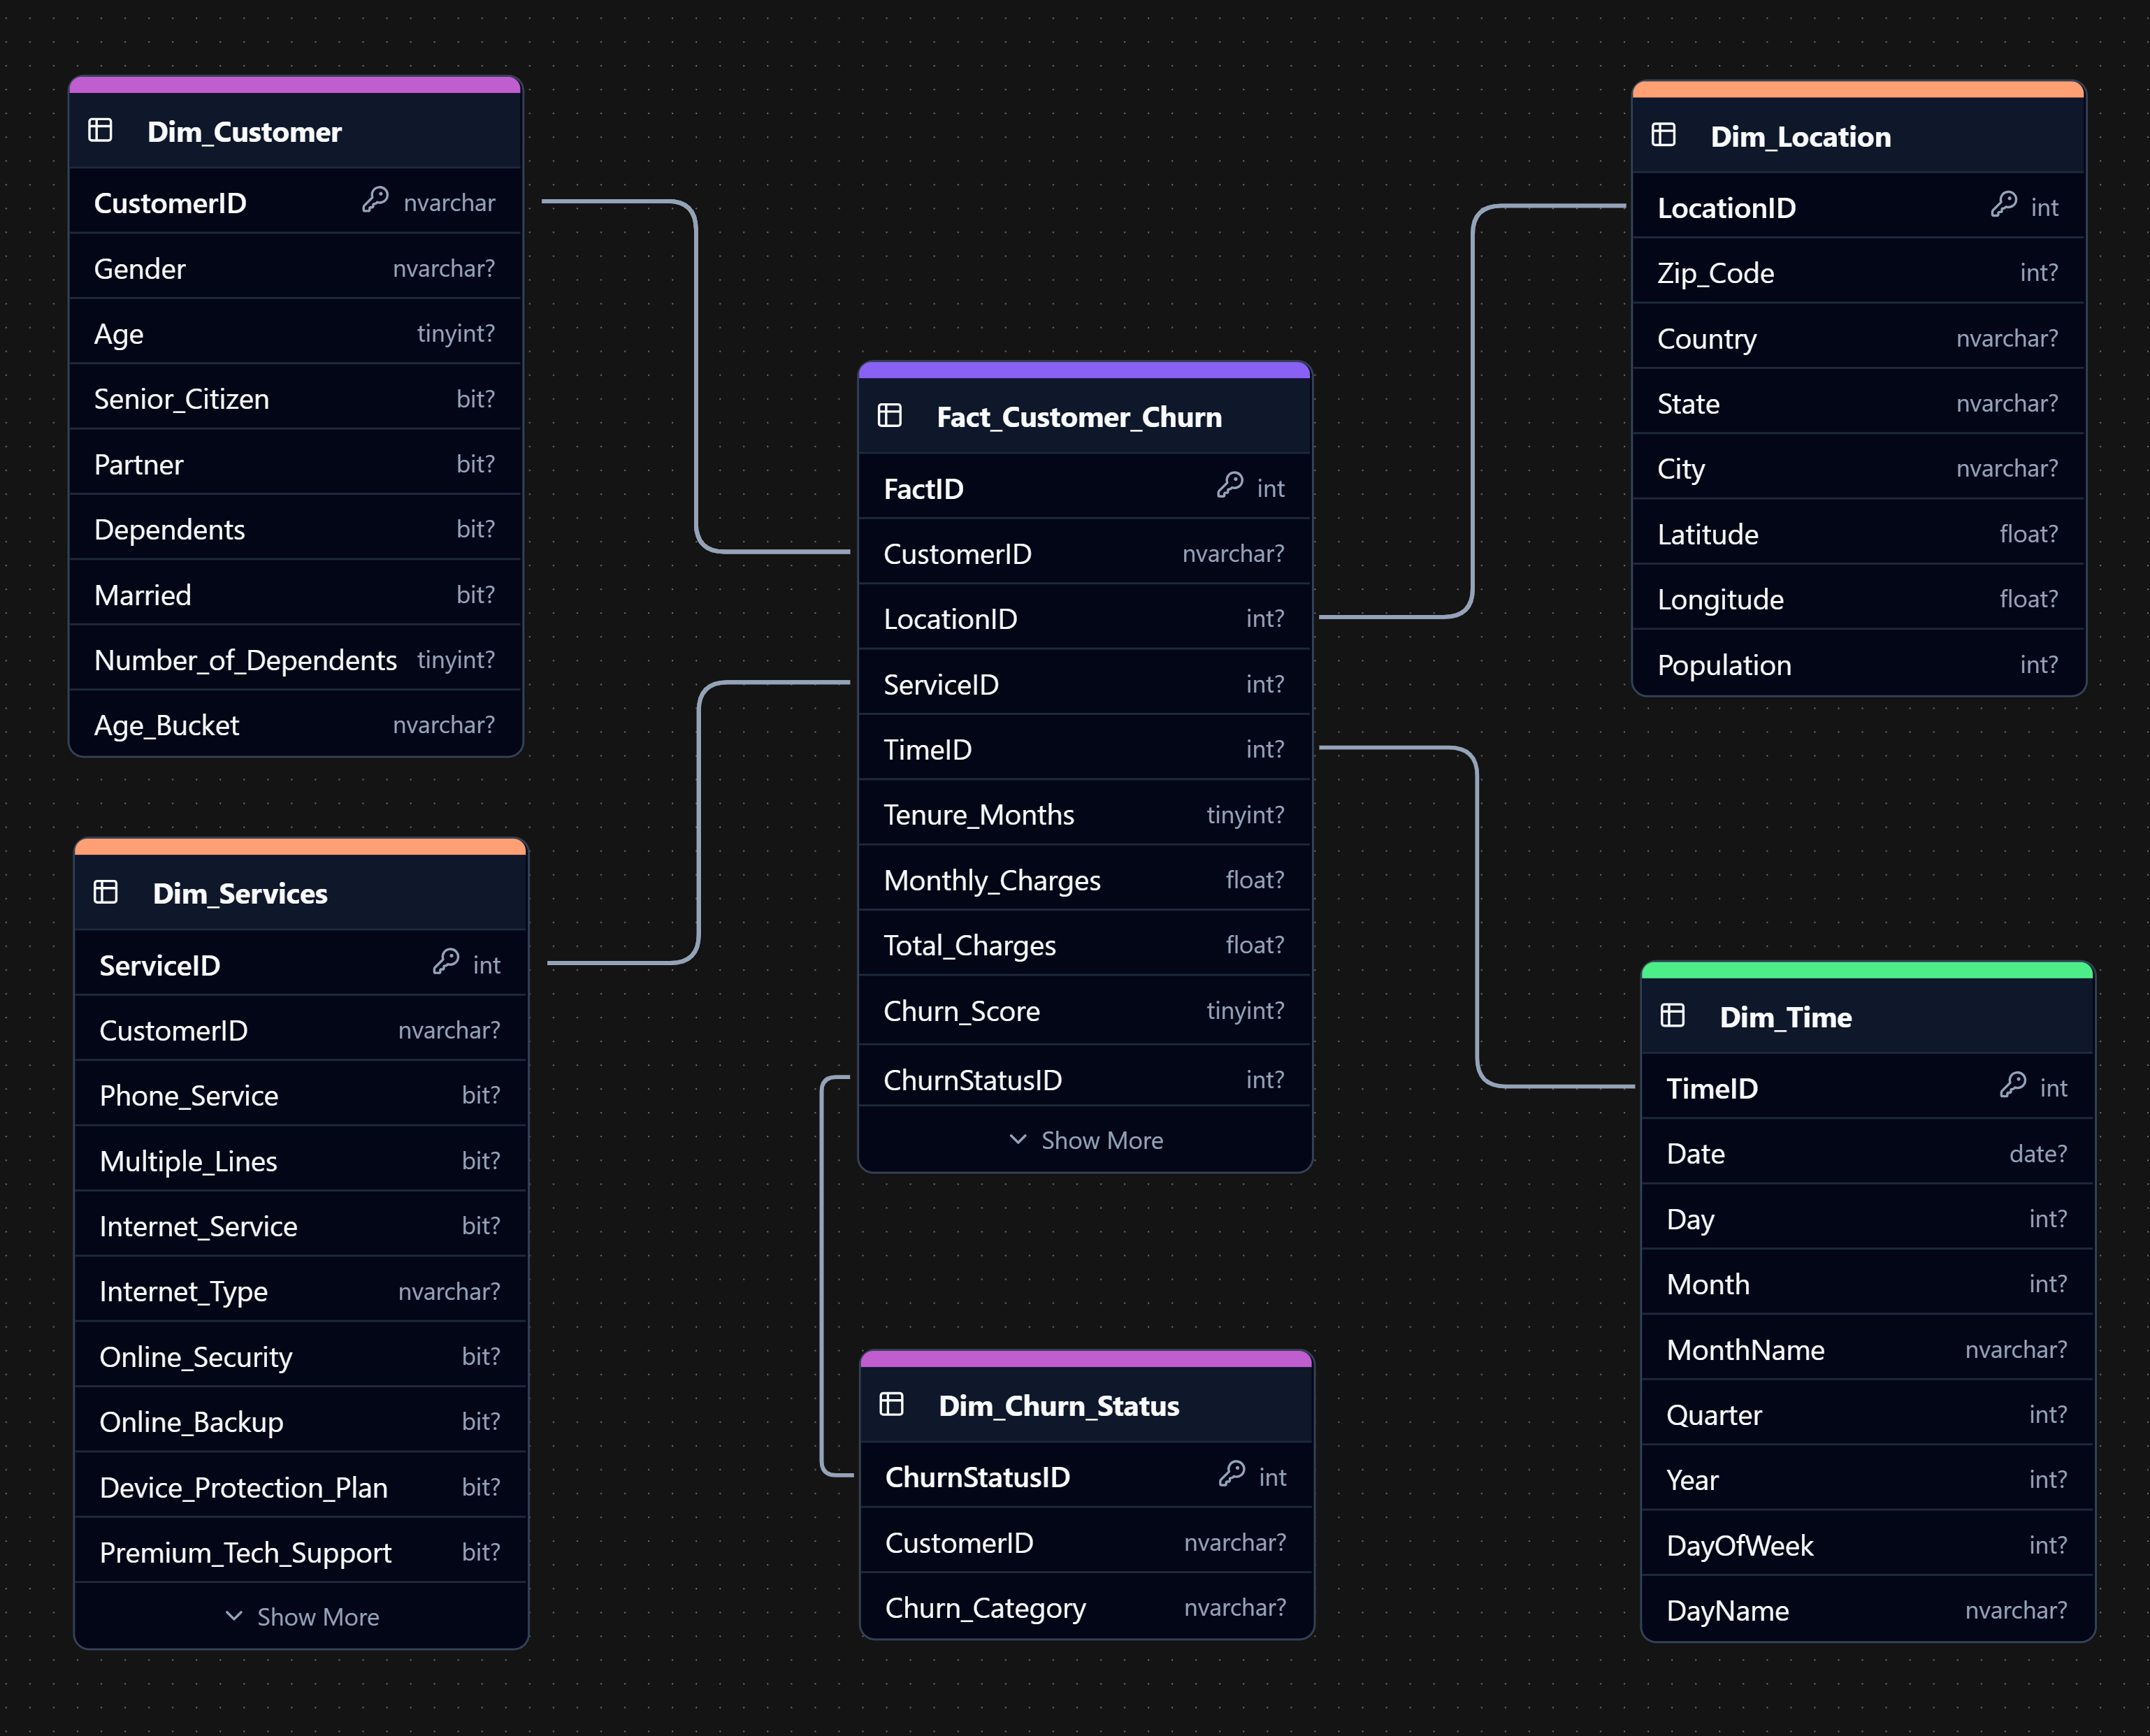 Dim_Customer
CustomerID nvarchar
Gender nvarchar?
Age tinyint?
Senior_Citizen bit?
Partner bit?
Dependents bit?
Married bit?
Number_of_Dependents tinyint?
Age_Bucket nvarchar?
Dim_Services
ServiceID int
CustomerID nvarchar?
Phone_Service bit?
Multiple_Lines bit?
Internet_Service bit?
Internet_Type nvarchar?
Online_Security bit?
Online_Backup bit?
Device_Protection_Plan bit?
Premium_Tech_Support bit?
Show More
Fact_Customer_Churn
FactID int
CustomerID nvarchar?
LocationID int?
ServiceID int?
TimeID int?
Tenure_Months tinyint?
Monthly_Charges float?
Total_Charges float?
Churn_Score tinyint?
ChurnStatusID int?
Show More
Dim_Churn_Status
ChurnStatusID int
CustomerID nvarchar?
Churn_Category nvarchar?
Dim_Location
LocationID int
Zip_Code int?
Country nvarchar?
State nvarchar?
City nvarchar?
Latitude float?
Longitude float?
Population int?
Dim_Time
TimeID int
Date date?
Day int?
Month int?
MonthName nvarchar?
Quarter int?
Year int?
DayOfWeek int?
DayName nvarchar?